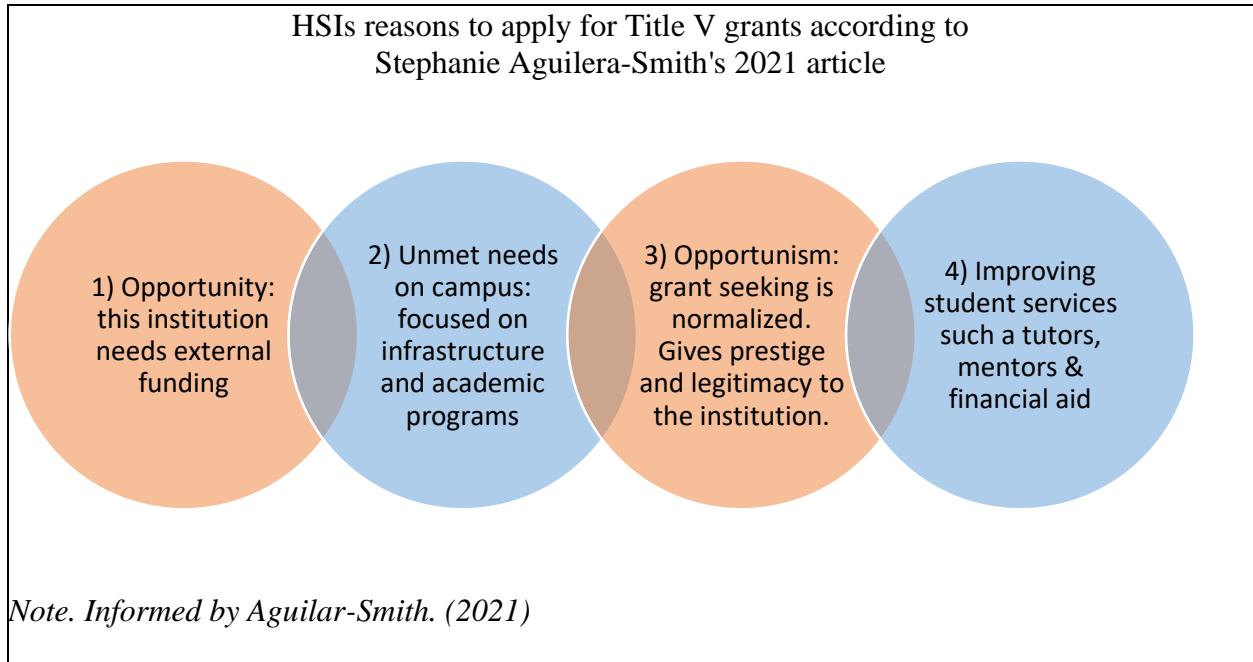 HSIs reasons to apply for Title V grants according to
Stephanie Aguilera-Smith's 2021 article
1) Opportunity:
this institution
needs external
funding
2) Unmet needs
on campus:
focused on
infrastructure
and academic
programs
3) Opportunism:
grant seeking is
normalized.
Gives prestige
and legitimacy to
the institution.
4) Improving
student services
such a tutors,
mentors &
financial aid
Note. Informed by Aguilar-Smith. (2021)